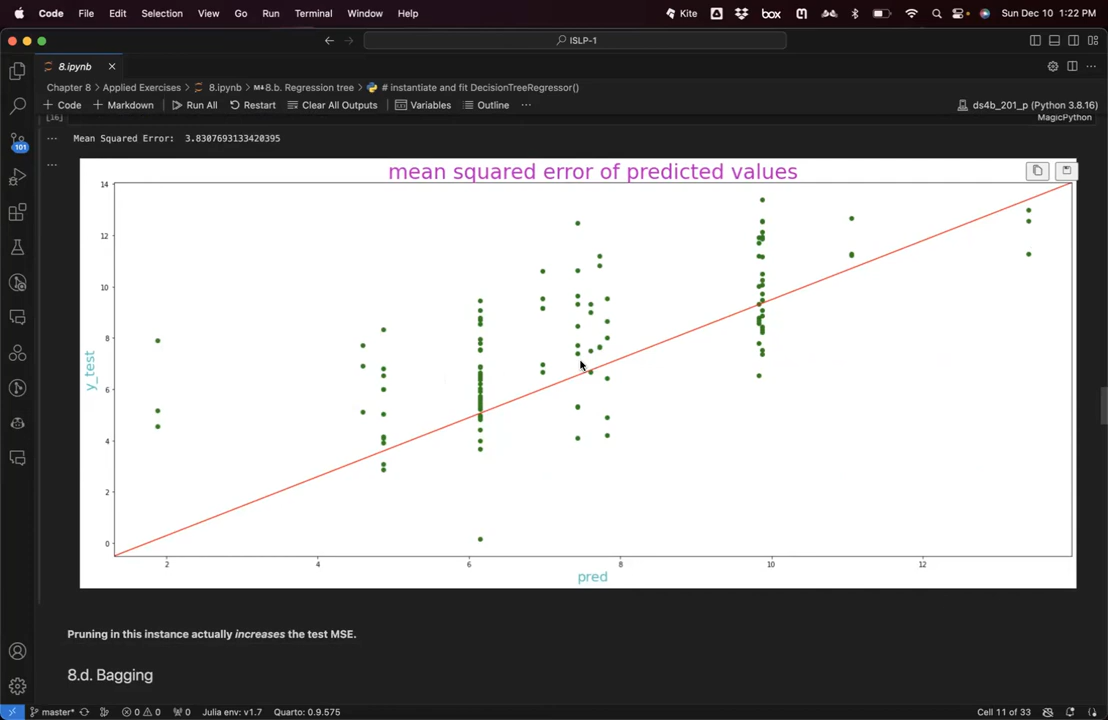 Code File Edit Selection View Go Run Terminal Window Help Kite box Sun Dec 10 1:22 PM
ISLP-1
8.ipynb
Chapter 8 › Applied Exercises › 8.ipynb › M↓8.b. Regression tree › # instantiate and fit DecisionTreeRegressor()
+ Code + Markdown Run All Restart Clear All Outputs Variables Outline ··· ds4b_201_p (Python 3.8.16)
[16] MagicPython
··· Mean Squared Error: 3.8307693133420395
···
mean squared error of predicted values
14
12
10
8
6
4
2
0
y_test
2 4 6 8 10 12
pred
101
Pruning in this instance actually increases the test MSE.
8.d. Bagging
master* 0 0 0 Julia env: v1.7 Quarto: 0.9.575 Cell 11 of 33